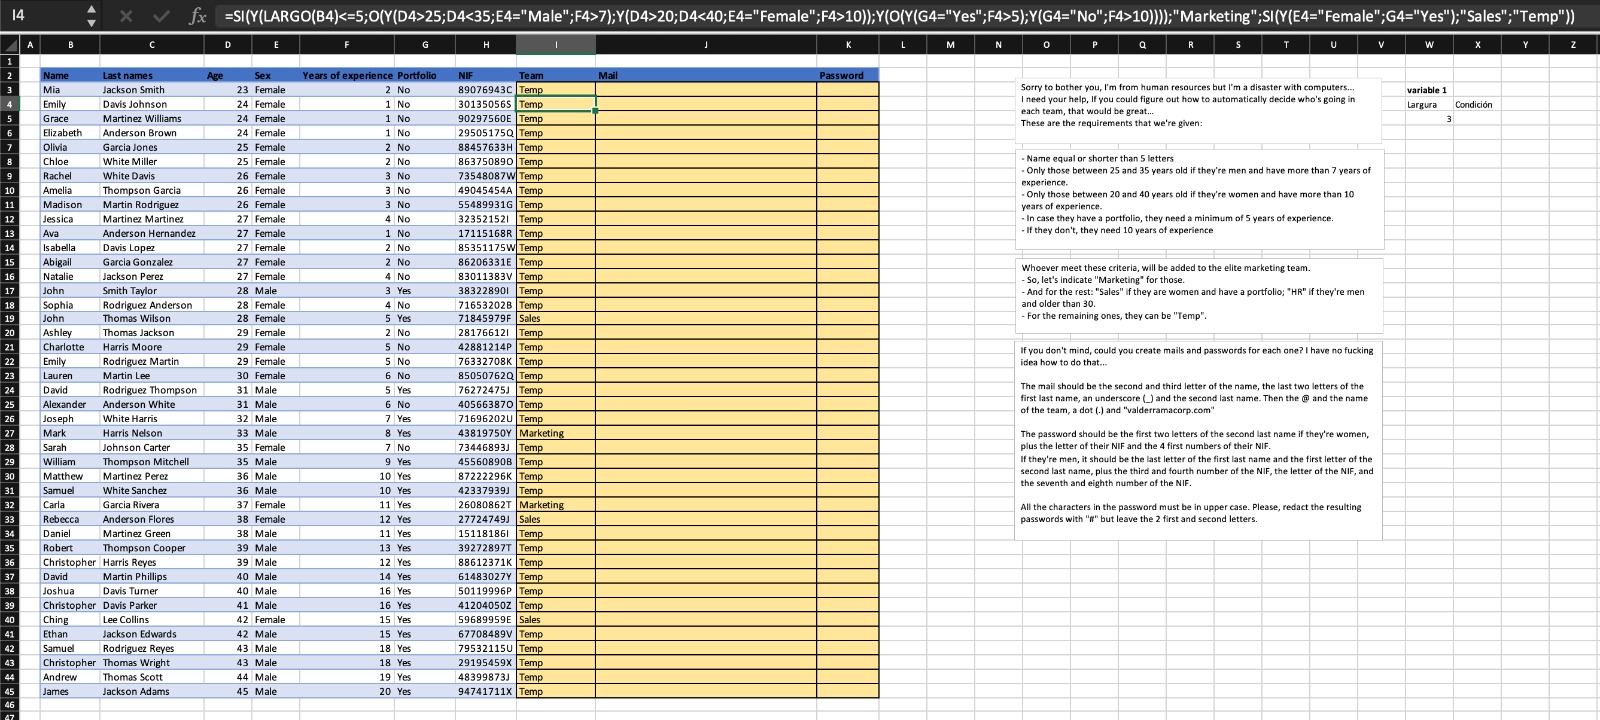 I4 fx =SI(Y(LARGO(B4)<=5;O(Y(D4>25;D4<35;E4="Male";F4>7);Y(D4>20;D4<40;E4="Female";F4>10));Y(O(Y(G4="Yes";F4>5);Y(G4="No";F4>10))));"Marketing";SI(Y(E4="Female";G4="Yes");"Sales";"Temp"))
A B C D E F G H I J K L M N O P Q R S T U V W X Y Z
1
2 Name Last names Age Sex Years of experience Portfolio NIF Team Mail Password
3 Mia Jackson Smith 23 Female 2 No 89076943C Temp
4 Emily Davis Johnson 24 Female 1 No 30135056S Temp
5 Grace Martinez Williams 24 Female 1 No 90297560E Temp
6 Elizabeth Anderson Brown 24 Female 1 No 29505175Q Temp
7 Olivia Garcia Jones 25 Female 2 No 88457633H Temp
8 Chloe White Miller 25 Female 2 No 86375089O Temp
9 Rachel White Davis 26 Female 3 No 73548087W Temp
10 Amelia Thompson Garcia 26 Female 3 No 49045454A Temp
11 Madison Martin Rodriguez 26 Female 3 No 55489931G Temp
12 Jessica Martinez Martinez 27 Female 4 No 32352152I Temp
13 Ava Anderson Hernandez 27 Female 1 No 17115168R Temp
14 Isabella Davis Lopez 27 Female 2 No 85351175W Temp
15 Abigail Garcia Gonzalez 27 Female 2 No 86206331E Temp
16 Natalie Jackson Perez 27 Female 4 No 83011383V Temp
17 John Smith Taylor 28 Male 3 Yes 38322890I Temp
18 Sophia Rodriguez Anderson 28 Female 4 No 71653202B Temp
19 John Thomas Wilson 28 Female 5 Yes 71845979F Sales
20 Ashley Thomas Jackson 29 Female 2 No 28176612I Temp
21 Charlotte Harris Moore 29 Female 5 No 42881214P Temp
22 Emily Rodriguez Martin 29 Female 5 No 76332708K Temp
23 Lauren Martin Lee 30 Female 6 No 85050762Q Temp
24 David Rodriguez Thompson 31 Male 5 Yes 76272475J Temp
25 Alexander Anderson White 31 Male 6 No 40566387O Temp
26 Joseph White Harris 32 Male 7 Yes 71696202U Temp
27 Mark Harris Nelson 33 Male 8 Yes 43819750Y Marketing
28 Sarah Johnson Carter 35 Female 7 No 73446893J Temp
29 William Thompson Mitchell 35 Male 9 Yes 45560890B Temp
30 Matthew Martinez Perez 36 Male 10 Yes 87222296K Temp
31 Samuel White Sanchez 36 Male 10 Yes 42337939J Temp
32 Carla Garcia Rivera 37 Female 11 Yes 26080862T Marketing
33 Rebecca Anderson Flores 38 Female 12 Yes 27724749J Sales
34 Daniel Martinez Green 38 Male 11 Yes 15118186I Temp
35 Robert Thompson Cooper 39 Male 13 Yes 39272897T Temp
36 Christopher Harris Reyes 39 Male 12 Yes 88612371K Temp
37 David Martin Phillips 40 Male 14 Yes 61483027Y Temp
38 Joshua Davis Turner 40 Male 16 Yes 50119996P Temp
39 Christopher Davis Parker 41 Male 16 Yes 41204050Z Temp
40 Ching Lee Collins 42 Female 15 Yes 59689959E Sales
41 Ethan Jackson Edwards 42 Male 15 Yes 67708489V Temp
42 Samuel Rodriguez Reyes 43 Male 18 Yes 79532115U Temp
43 Christopher Thomas Wright 43 Male 18 Yes 29195459X Temp
44 Andrew Thomas Scott 44 Male 19 Yes 48399873J Temp
45 James Jackson Adams 45 Male 20 Yes 94741711X Temp
46
47
Sorry to bother you, I'm from human resources but I'm a disaster with computers...
I need your help, If you could figure out how to automatically decide who's going in
each team, that would be great...
These are the requirements that we're given:
- Name equal or shorter than 5 letters
- Only those between 25 and 35 years old if they're men and have more than 7 years of
experience.
- Only those between 20 and 40 years old if they're women and have more than 10
years of experience.
- In case they have a portfolio, they need a minimum of 5 years of experience.
- If they don't, they need 10 years of experience
Whoever meet these criteria, will be added to the elite marketing team.
- So, let's indicate "Marketing" for those.
- And for the rest: "Sales" if they are women and have a portfolio; "HR" if they're men
and older than 30.
- For the remaining ones, they can be "Temp".
If you don't mind, could you create mails and passwords for each one? I have no fucking
idea how to do that...
The mail should be the second and third letter of the name, the last two letters of the
first last name, an underscore (_) and the second last name. Then the @ and the name
of the team, a dot (.) and "valderramacorp.com"
The password should be the first two letters of the second last name if they're women,
plus the letter of their NIF and the 4 first numbers of their NIF.
If they're men, it should be the last letter of the first last name and the first letter of the
second last name, plus the third and fourth number of the NIF, the letter of the NIF, and
the seventh and eighth number of the NIF.
All the characters in the password must be in upper case. Please, redact the resulting
passwords with "#" but leave the 2 first and second letters.
variable 1
Largura Condición
3